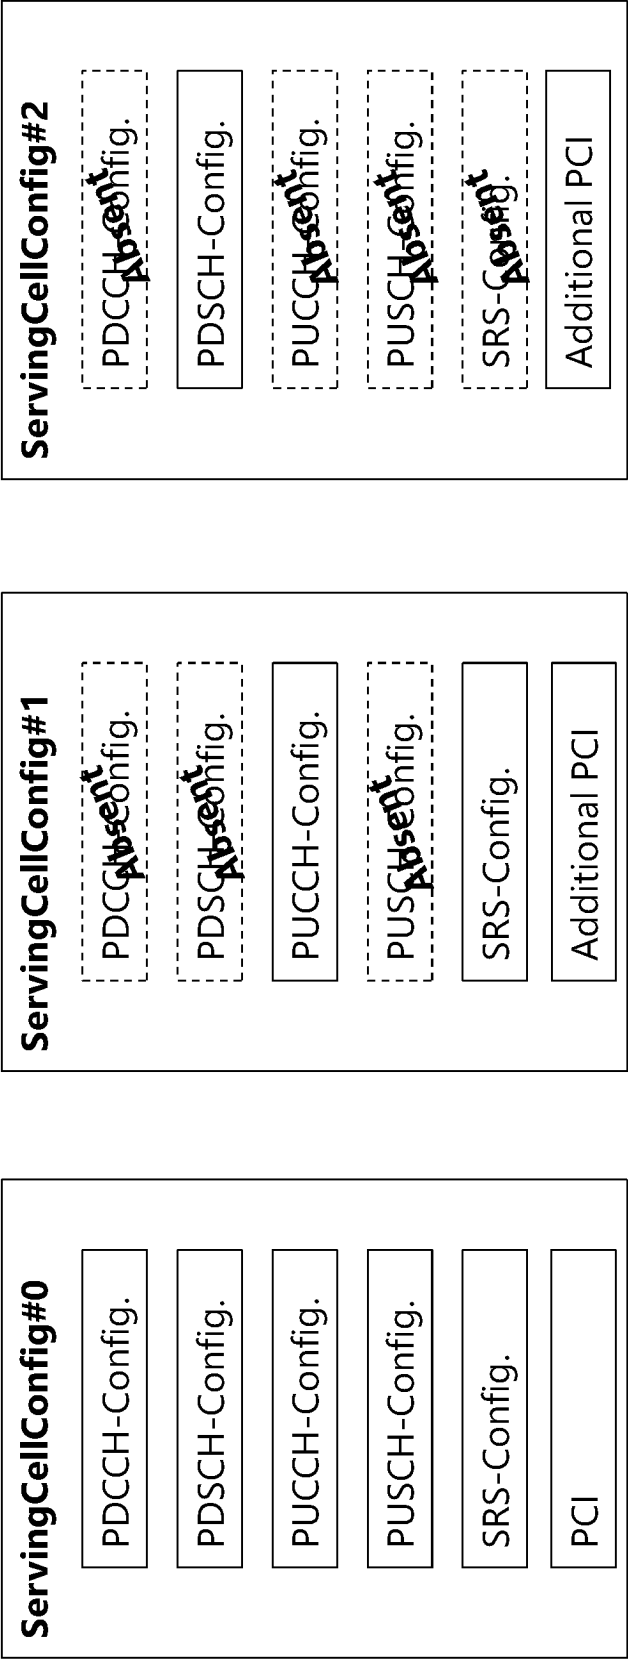 ServingCellConfig#0
PDCCH-Config.
PDSCH-Config.
PUCCH-Config.
PUSCH-Config.
SRS-Config.
PCI
ServingCellConfig#1
PDCCH-Config.
Absent
PDSCH-Config.
Absent
PUCCH-Config.
PUSCH-Config.
Absent
SRS-Config.
Additional PCI
ServingCellConfig#2
PDCCH-Config.
Absent
PDSCH-Config.
PUCCH-Config.
Absent
PUSCH-Config.
Absent
SRS-Config.
Absent
Additional PCI